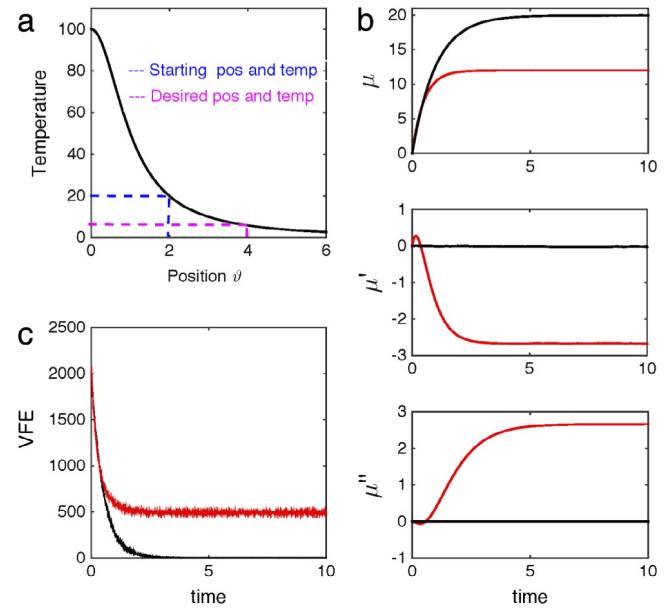 a
Temperature
100
80
60
40
20
0
Starting pos and temp
Desired pos and temp
0 2 4 6
Position ϑ
b
μ
20
15
10
5
0
0 5 10
μ'
1
0
-1
-2
-3
0 5 10
μ''
3
2
1
0
-1
0 5 10
time
c
VFE
2500
2000
1500
1000
500
0
0 5 10
time